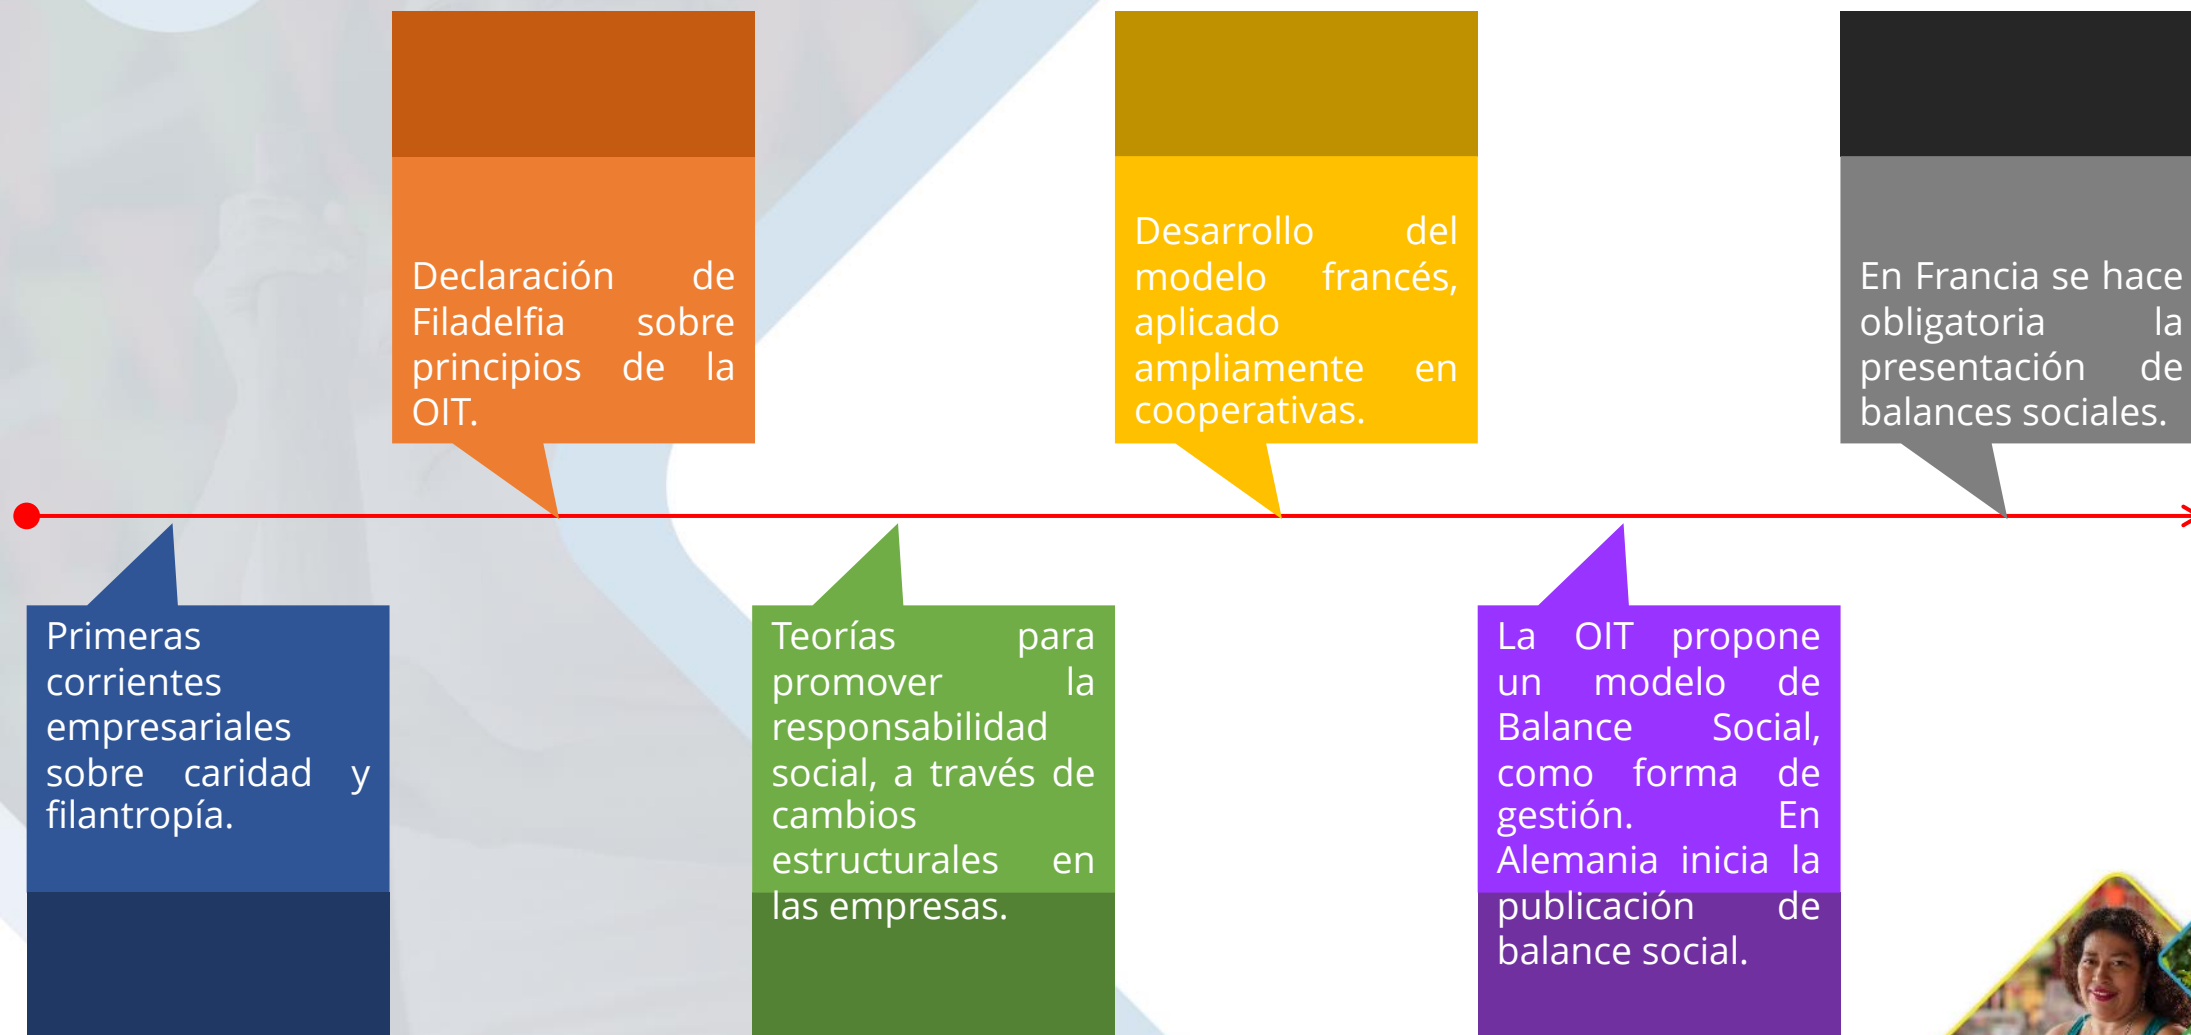 Primeras
corrientes
empresariales
sobre caridad y
filantropía.
Declaración de
Filadelfia sobre
principios de la
OIT.
Teorías para
promover la
responsabilidad
social, a través de
cambios
estructurales en
las empresas.
Desarrollo del
modelo francés,
aplicado
ampliamente en
cooperativas.
La OIT propone
un modelo de
Balance Social,
como forma de
gestión. En
Alemania inicia la
publicación de
balance social.
En Francia se hace
obligatoria la
presentación de
balances sociales.